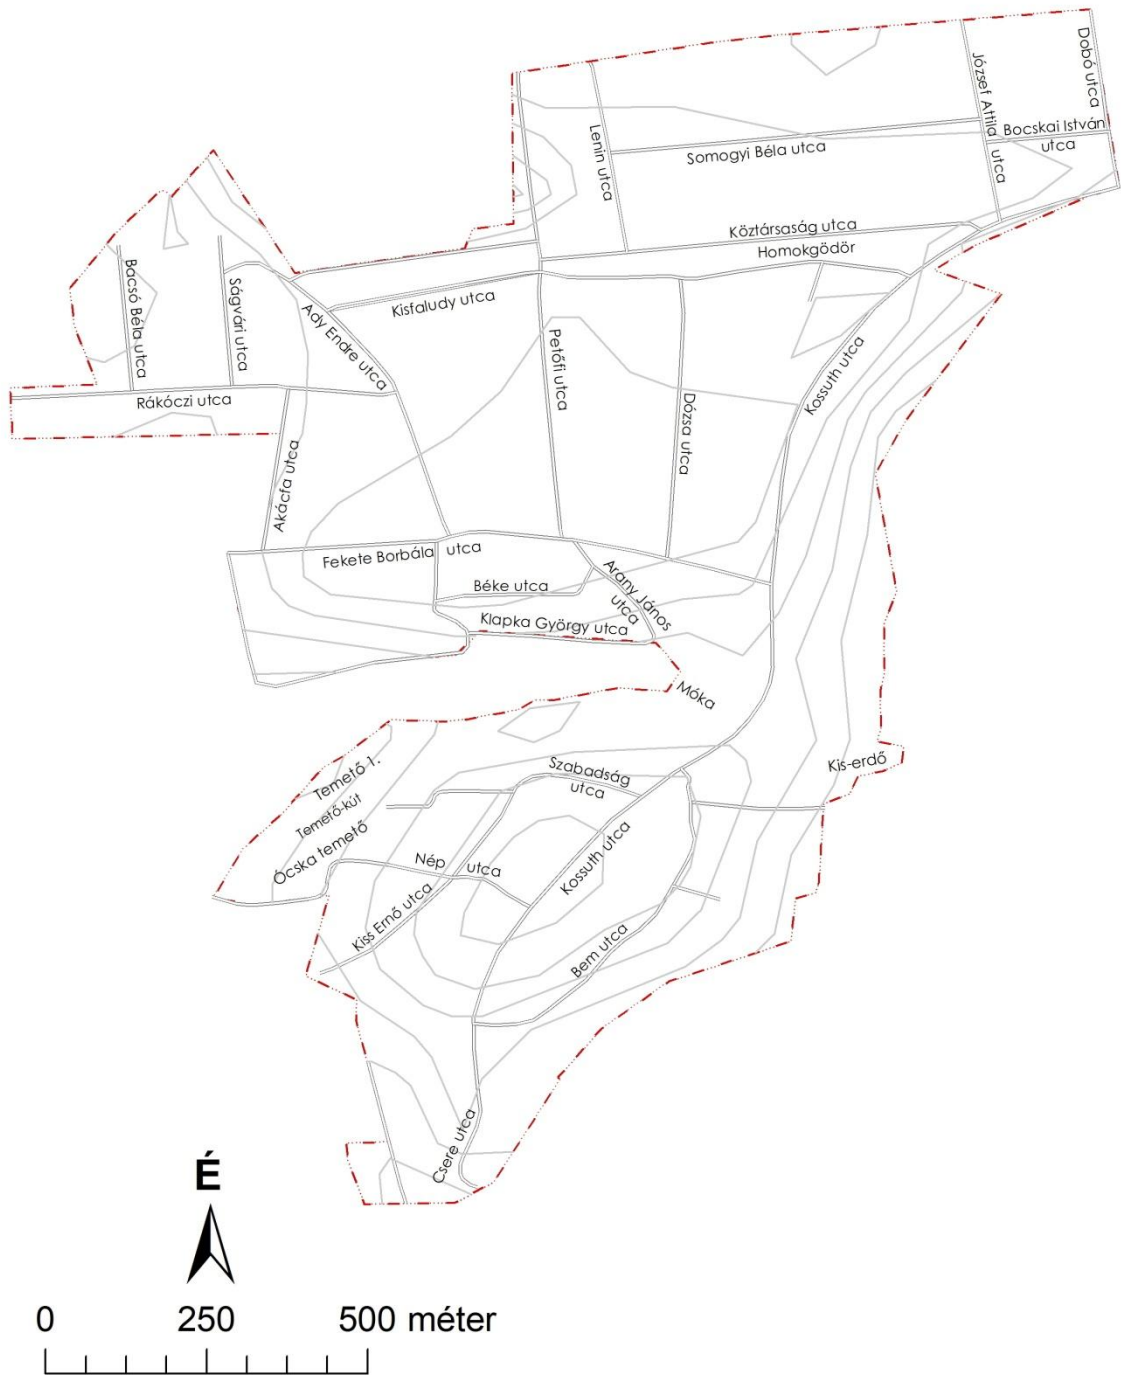 Dobó utca
József Attila utca
Bocskai István
utca
Lenin utca
Somogyi Béla utca
Köztársaság utca
Homokgödör
Bacsó Béla utca
Ságvári utca
Ady Endre utca
Kisfaludy utca
Petőfi utca
Dózsa utca
Kossuth utca
Rákóczi utca
Akácfa utca
Fekete Borbála utca
Béke utca
Arany János
utca
Klapka György utca
Móka
Kis-erdő
Temető 1.
Temető-kút
Ócska temető
Szabadság
utca
Nép utca
Kossuth utca
Kiss Ernő utca
Bem utca
Csere utca
É
0 250 500 méter